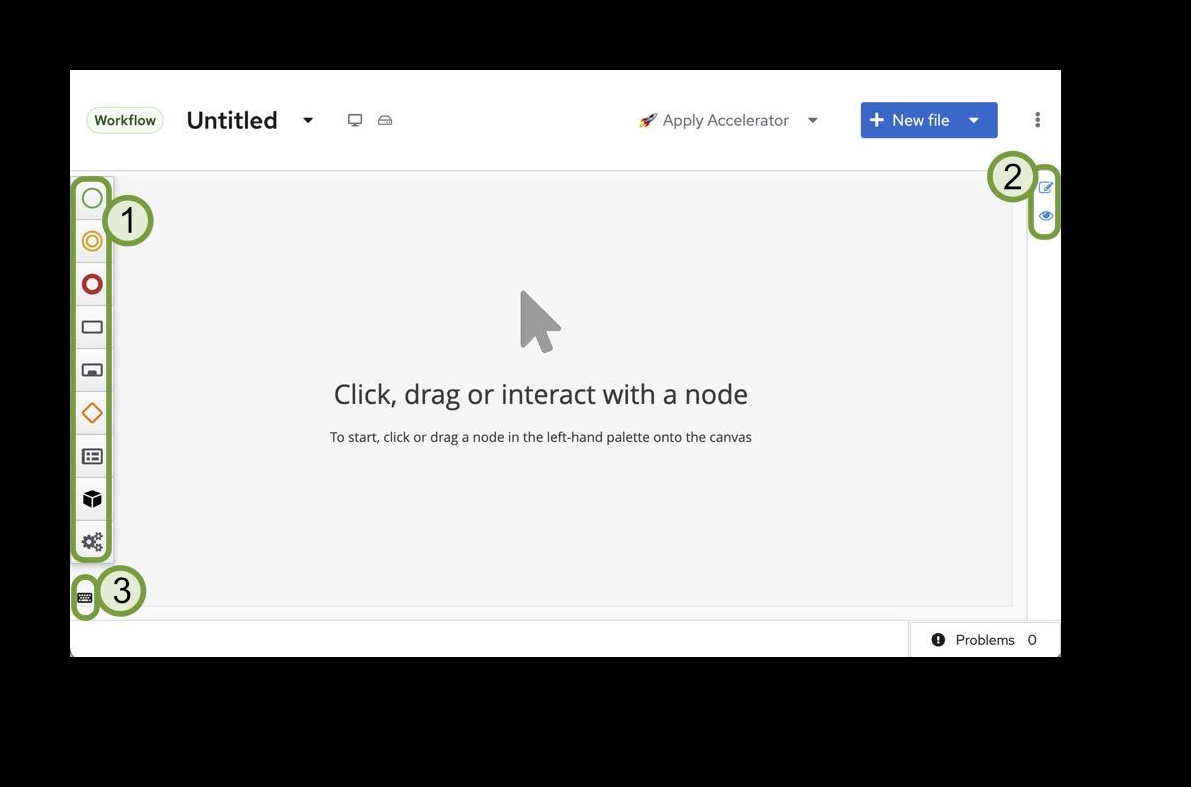 Workflow Untitled Apply Accelerator New file
2
1
Click, drag or interact with a node
To start, click or drag a node in the left-hand palette onto the canvas
3
Problems 0